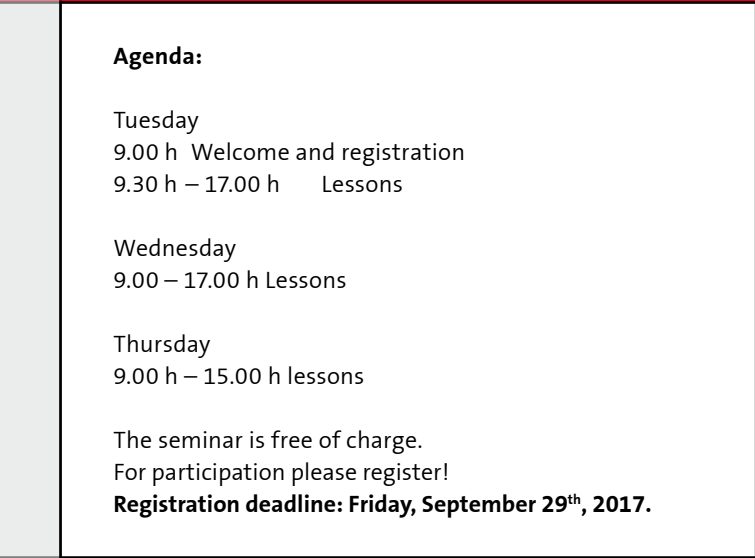 Agenda:
Tuesday
9.00 h Welcome and registration
9.30 h – 17.00 h Lessons
Wednesday
9.00 – 17.00 h Lessons
Thursday
9.00 h – 15.00 h lessons
The seminar is free of charge.
For participation please register!
Registration deadline: Friday, September 29th, 2017.